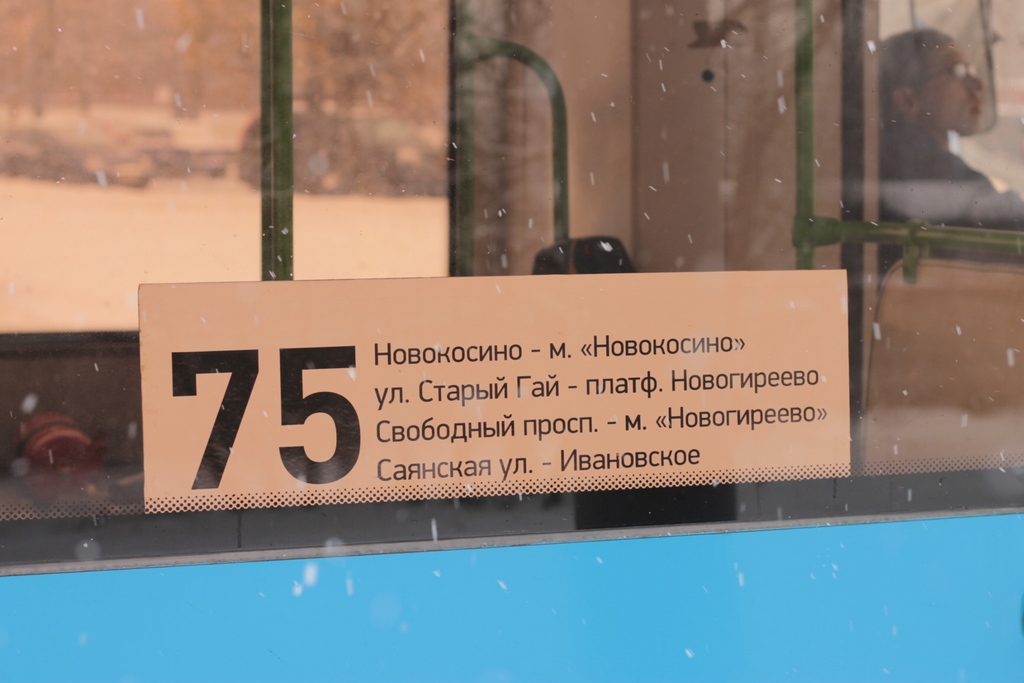 75
Новокосино - м. «Новокосино»
ул. Старый Гай - платф. Новогиреево
Свободный просп. - м. «Новогиреево»
Саянская ул. - Ивановское